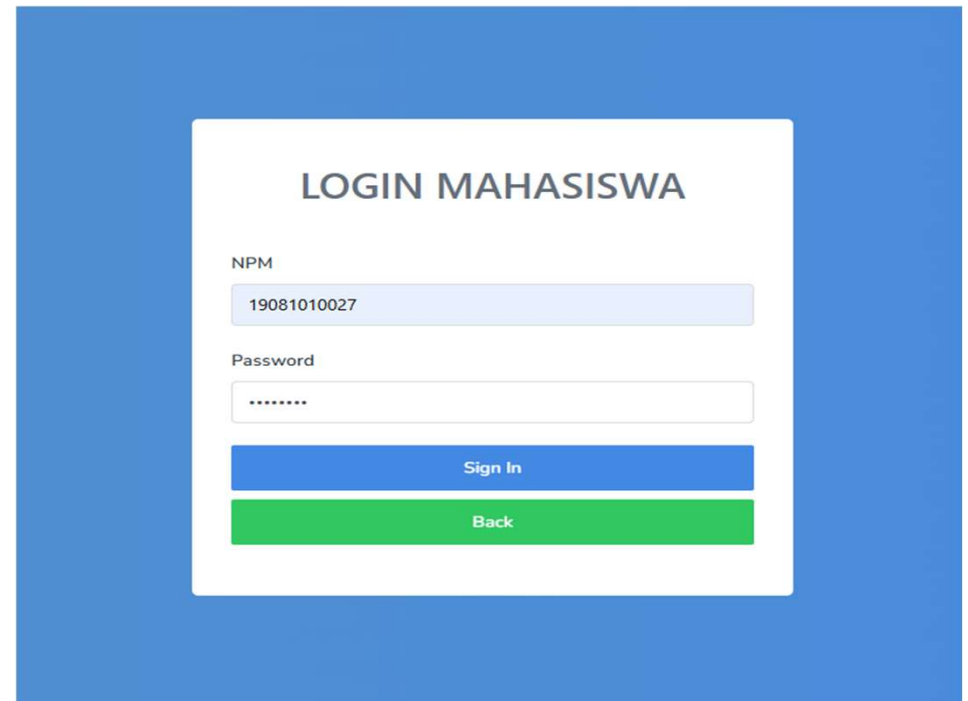 LOGIN MAHASISWA
NPM
19081010027
Password
••••••••
Sign In
Back